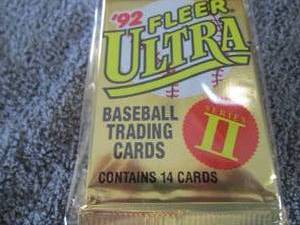 '92 FLEER
ULTRA
BASEBALL
TRADING
CARDS
SERIES
II
CONTAINS 14 CARDS